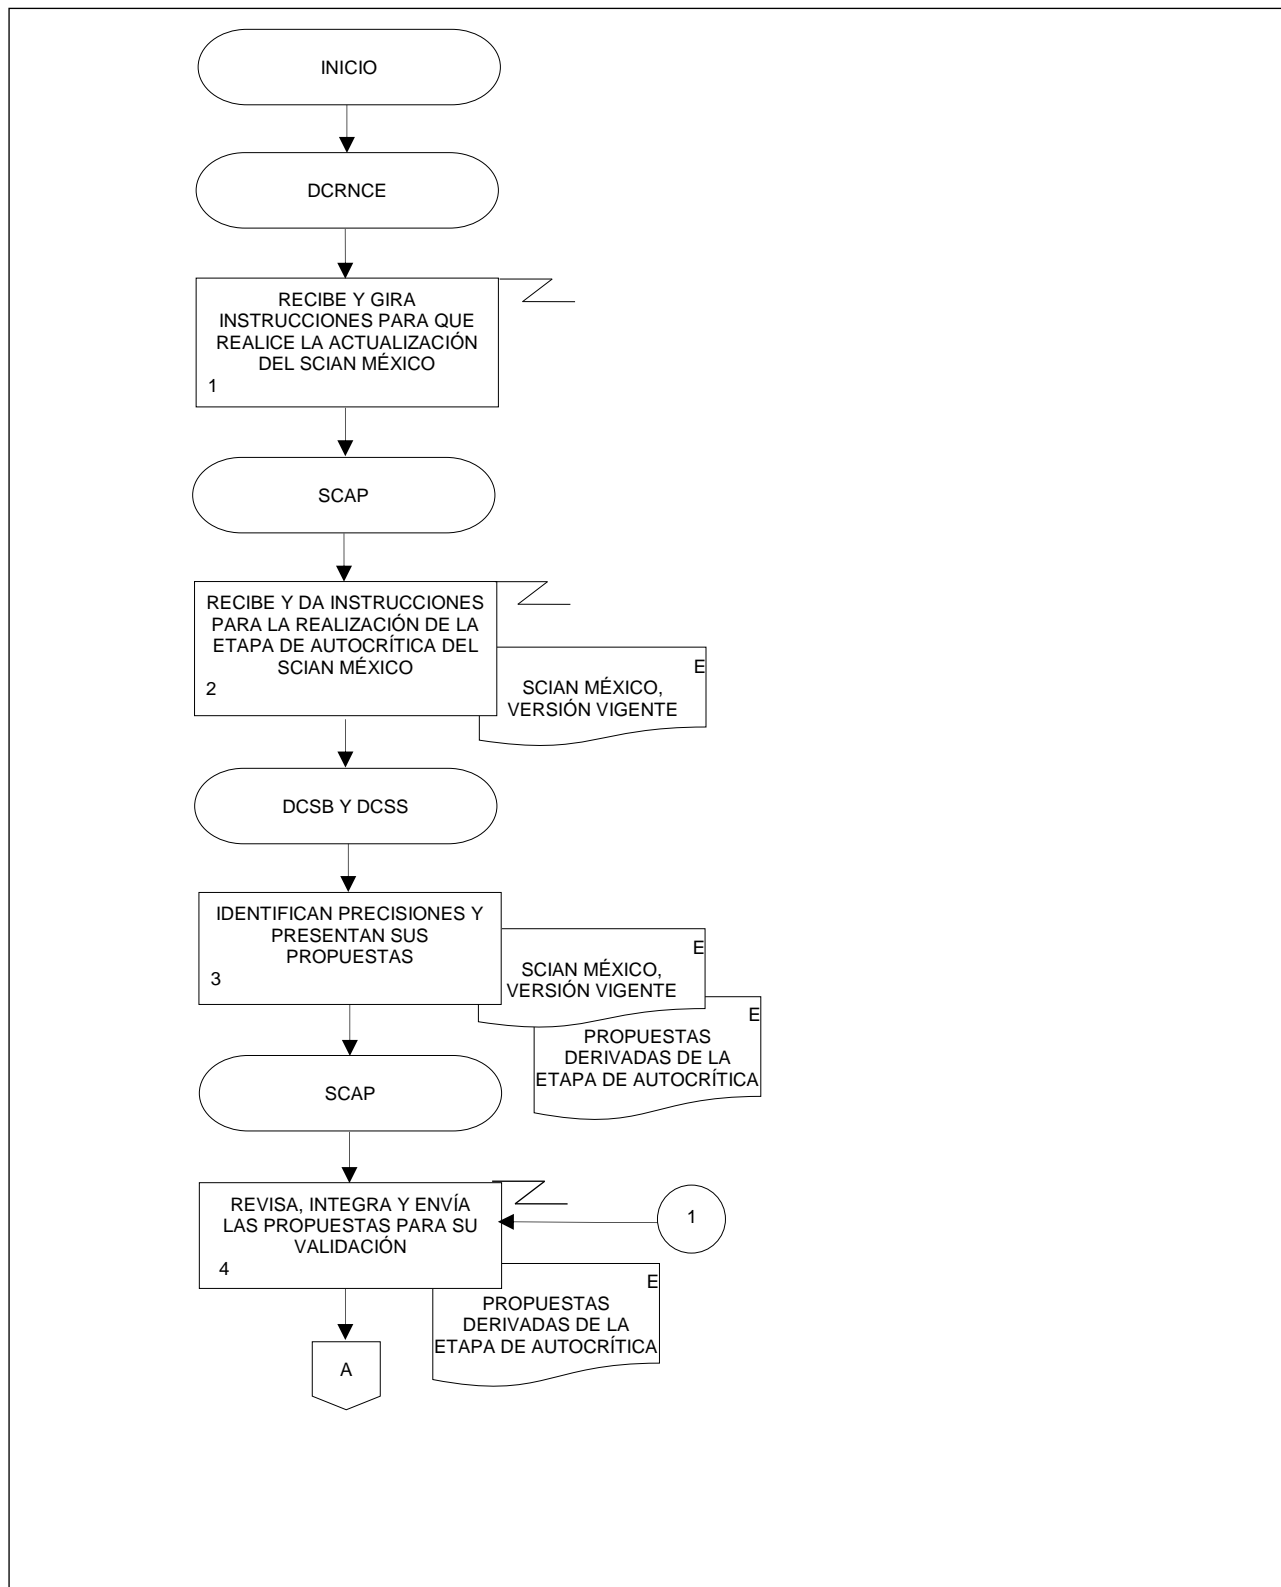 INICIO
DCRNCE
RECIBE Y GIRA
INSTRUCCIONES PARA QUE
REALICE LA ACTUALIZACIÓN
DEL SCIAN MÉXICO
1
SCAP
RECIBE Y DA INSTRUCCIONES
PARA LA REALIZACIÓN DE LA
ETAPA DE AUTOCRÍTICA DEL
SCIAN MÉXICO
2
E
SCIAN MÉXICO,
VERSIÓN VIGENTE
DCSB Y DCSS
IDENTIFICAN PRECISIONES Y
PRESENTAN SUS
PROPUESTAS
3
E
SCIAN MÉXICO,
VERSIÓN VIGENTE
E
PROPUESTAS
DERIVADAS DE LA
ETAPA DE AUTOCRÍTICA
SCAP
REVISA, INTEGRA Y ENVÍA
LAS PROPUESTAS PARA SU
VALIDACIÓN
4
1
E
PROPUESTAS
DERIVADAS DE LA
ETAPA DE AUTOCRÍTICA
A